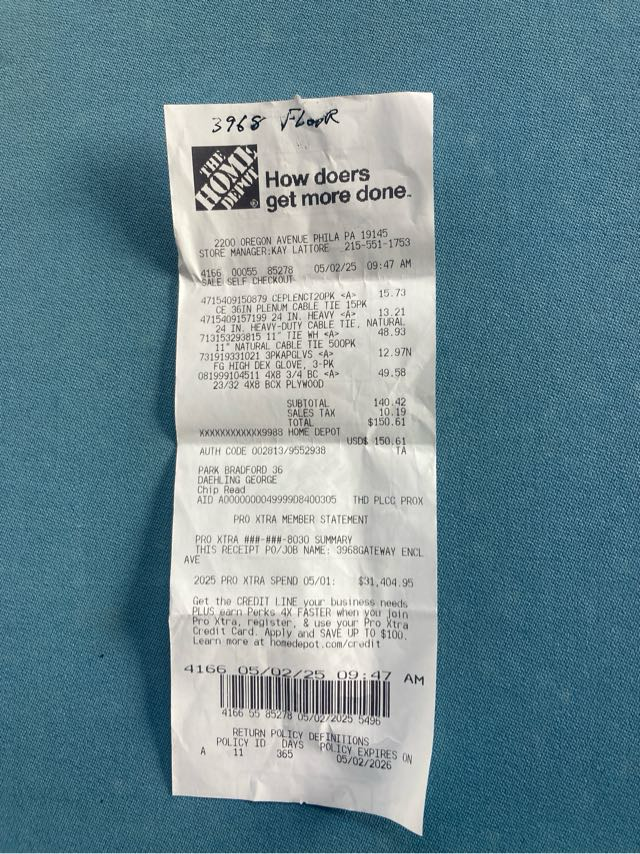 3968 FLOOR
THE HOME DEPOT
How doers
get more done.
2200 OREGON AVENUE PHILA PA 19145
STORE MANAGER:KAY LATTORE 215-551-1753
4166 00055 85278 05/02/25 09:47 AM
SALE SELF CHECKOUT
4715409150879 CEPLENCT20PK <A> 15.73
CE 36IN PLENUM CABLE TIE 15PK
4715409157199 24 IN. HEAVY <A> 13.21
24 IN. HEAVY-DUTY CABLE TIE, NATURAL
713153293815 11" TIE WH <A> 48.93
11" NATURAL CABLE TIE 500PK
731919331021 3PKAPGLVS <A> 12.97N
FG HIGH DEX GLOVE, 3-PK
081999104511 4X8 3/4 BC <A> 49.58
23/32 4X8 BCX PLYWOOD
SUBTOTAL 140.42
SALES TAX 10.19
TOTAL $150.61
XXXXXXXXXXXX9983 HOME DEPOT
USD$ 150.61
AUTH CODE 002813/9552938 TA
PARK BRADFORD 36
DAEHLING GEORGE
Chip Read
AID A0000000049999D8400305 THD PLCC PROX
PRO XTRA MEMBER STATEMENT
PRO XTRA ###-###-8030 SUMMARY
THIS RECEIPT PO/JOB NAME: 3968GATEWAY ENCL
AVE
2025 PRO XTRA SPEND 05/01: $31,404.95
Get the CREDIT LINE your business needs
PLUS earn Perks 4X FASTER when you join
Pro Xtra, register, & use your Pro Xtra
Credit Card. Apply and SAVE UP TO $100.
Learn more at homedepot.com/credit
4166 05/02/25 09:47 AM
4166 55 85278 05/02/2025 5496
RETURN POLICY DEFINITIONS
POLICY ID DAYS POLICY EXPIRES ON
A 11 365 05/02/2026